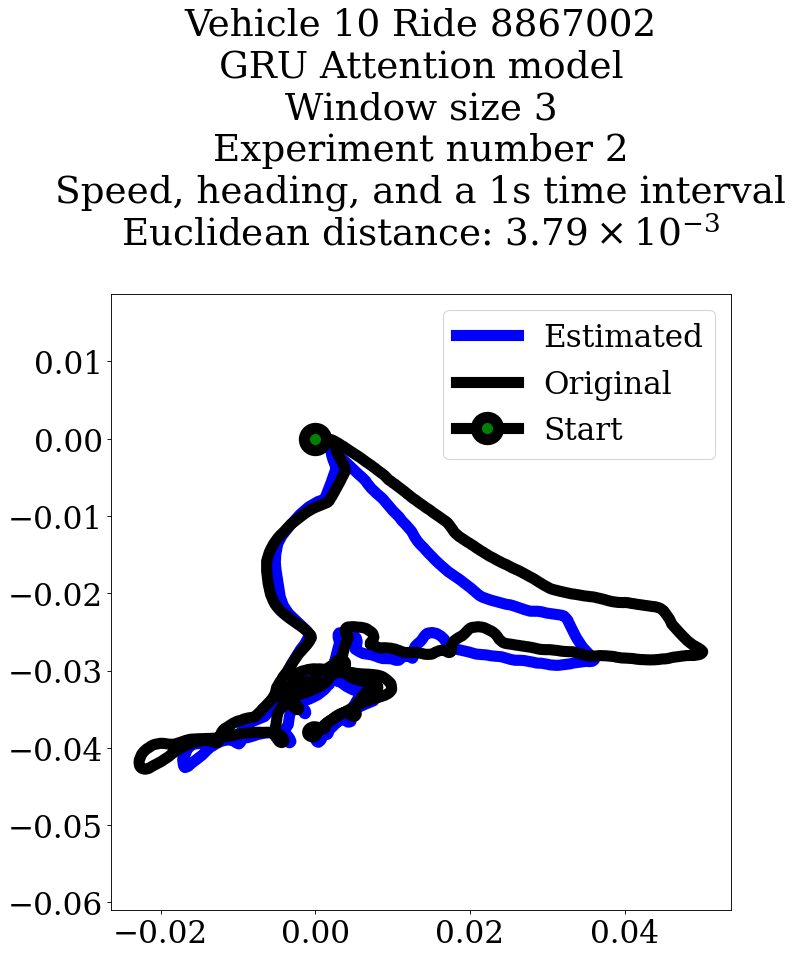 Vehicle 10 Ride 8867002
GRU Attention model
Window size 3
Experiment number 2
Speed, heading, and a 1s time interval
Euclidean distance: 3.79 × 10⁻³
Estimated
Original
Start
0.01
0.00
−0.01
−0.02
−0.03
−0.04
−0.05
−0.06
−0.02 0.00 0.02 0.04